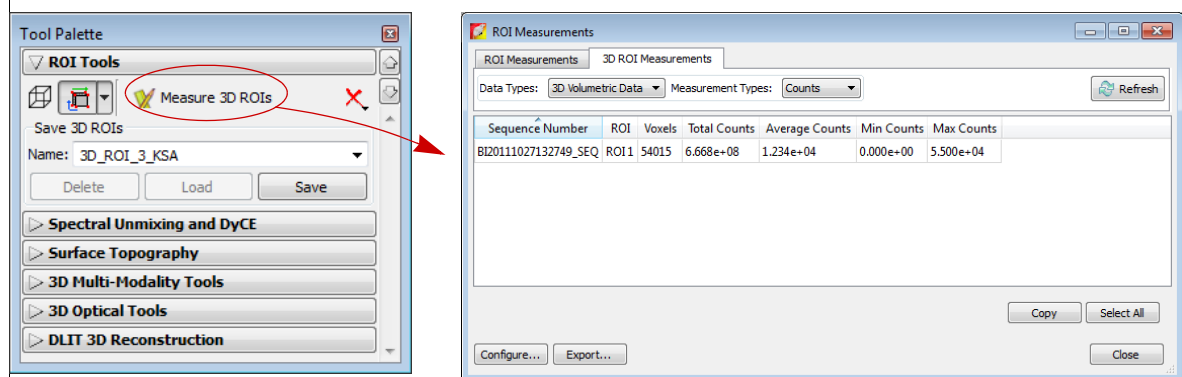 Tool Palette
ROI Tools
Measure 3D ROIs
Save 3D ROIs
Name: 3D_ROI_3_KSA
Delete Load Save
Spectral Unmixing and DyCE
Surface Topography
3D Multi-Modality Tools
3D Optical Tools
DLIT 3D Reconstruction
ROI Measurements
ROI Measurements 3D ROI Measurements
Data Types: 3D Volumetric Data Measurement Types: Counts Refresh
Sequence Number ROI Voxels Total Counts Average Counts Min Counts Max Counts
BI20111027132749_SEQ ROI 1 54015 6.668e+08 1.234e+04 0.000e+00 5.500e+04
Copy Select All
Configure... Export... Close